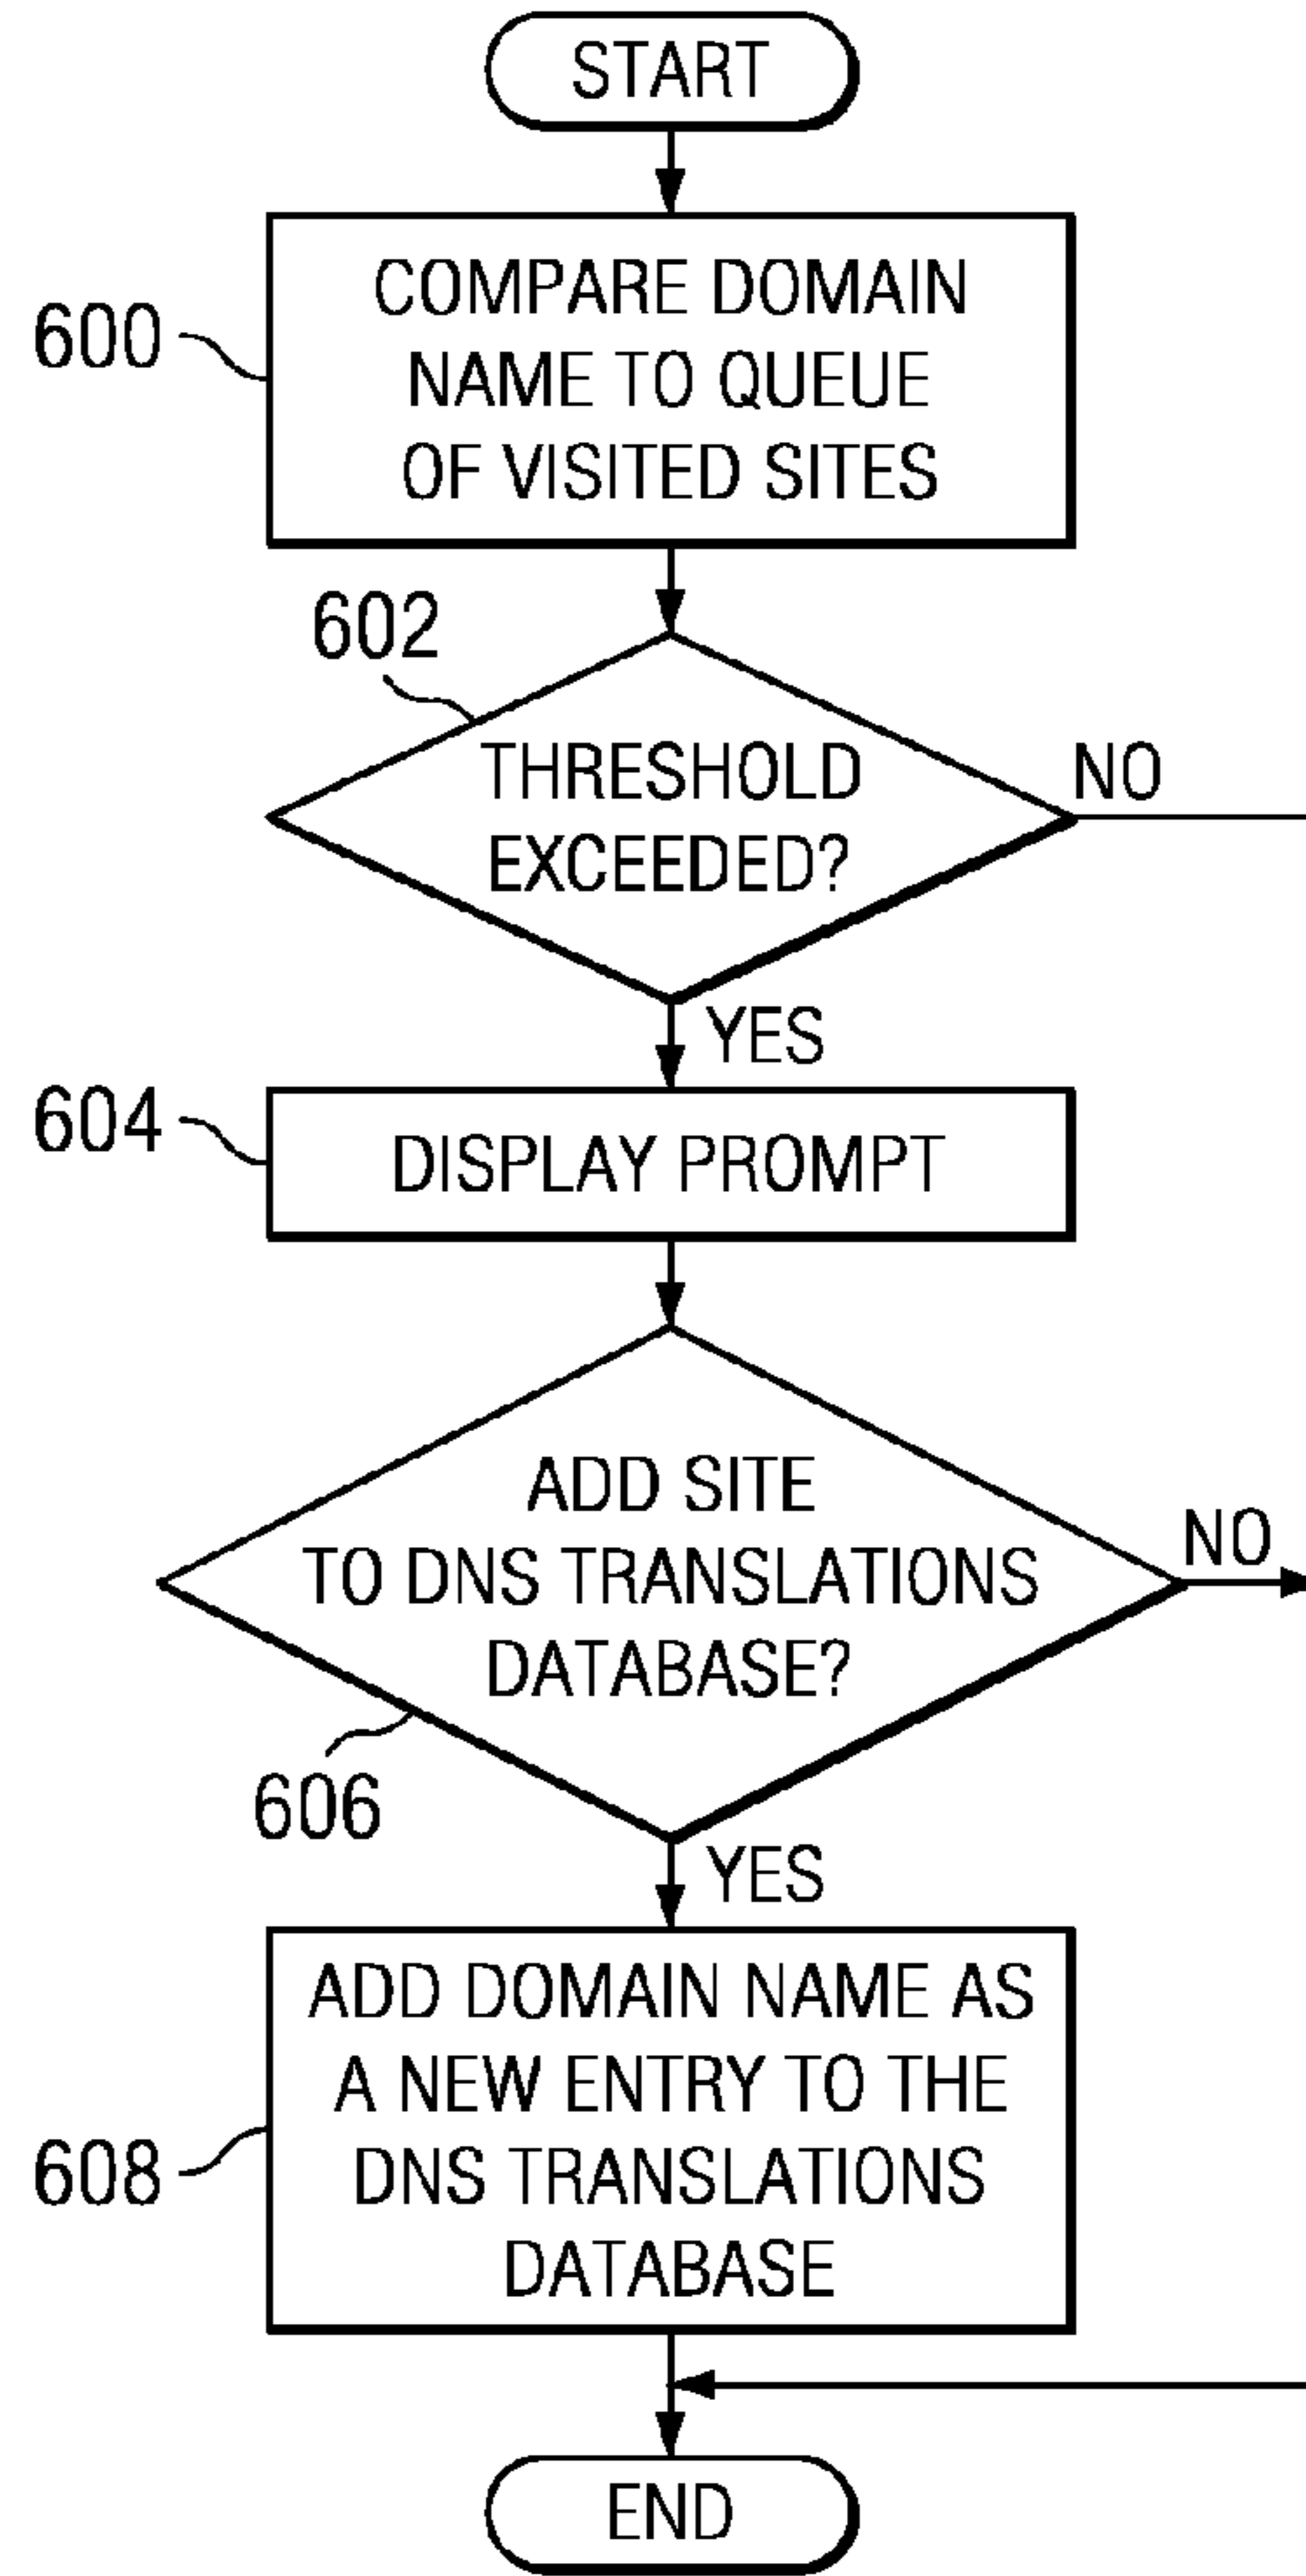 START
600
COMPARE DOMAIN
NAME TO QUEUE
OF VISITED SITES
602
THRESHOLD
EXCEEDED?
NO
YES
604
DISPLAY PROMPT
ADD SITE
TO DNS TRANSLATIONS
DATABASE?
NO
606
YES
608
ADD DOMAIN NAME AS
A NEW ENTRY TO THE
DNS TRANSLATIONS
DATABASE
END